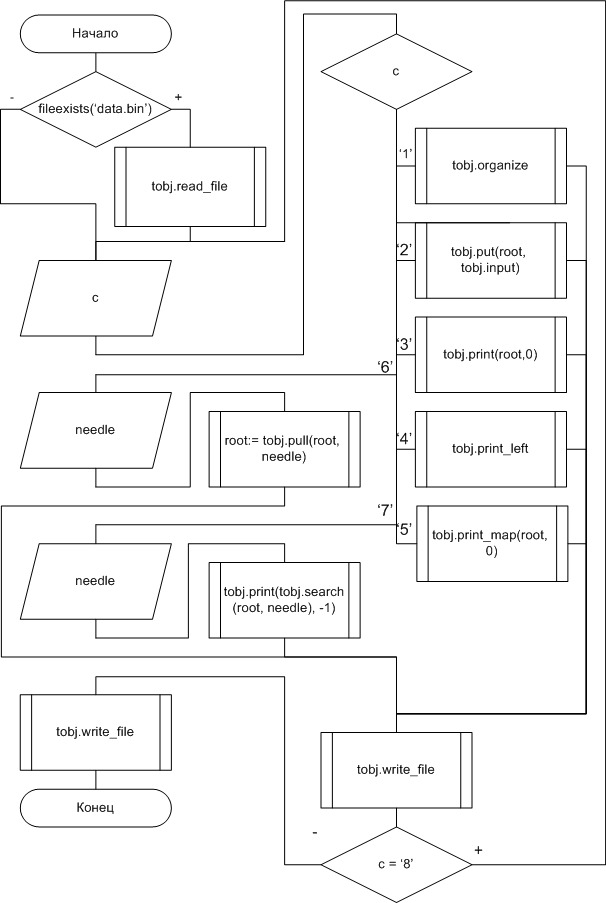 Начало
c
-
fileexists(‘data.bin’)
+
tobj.read_file
‘1’
tobj.organize
‘2’
tobj.put(root,
tobj.input)
c
‘3’
tobj.print(root,0)
‘6’
needle
root:= tobj.pull(root,
needle)
‘4’
tobj.print_left
‘7’
‘5’
tobj.print_map(root,
0)
needle
tobj.print(tobj.search
(root, needle), -1)
tobj.write_file
tobj.write_file
Конец
-
c = ‘8’
+